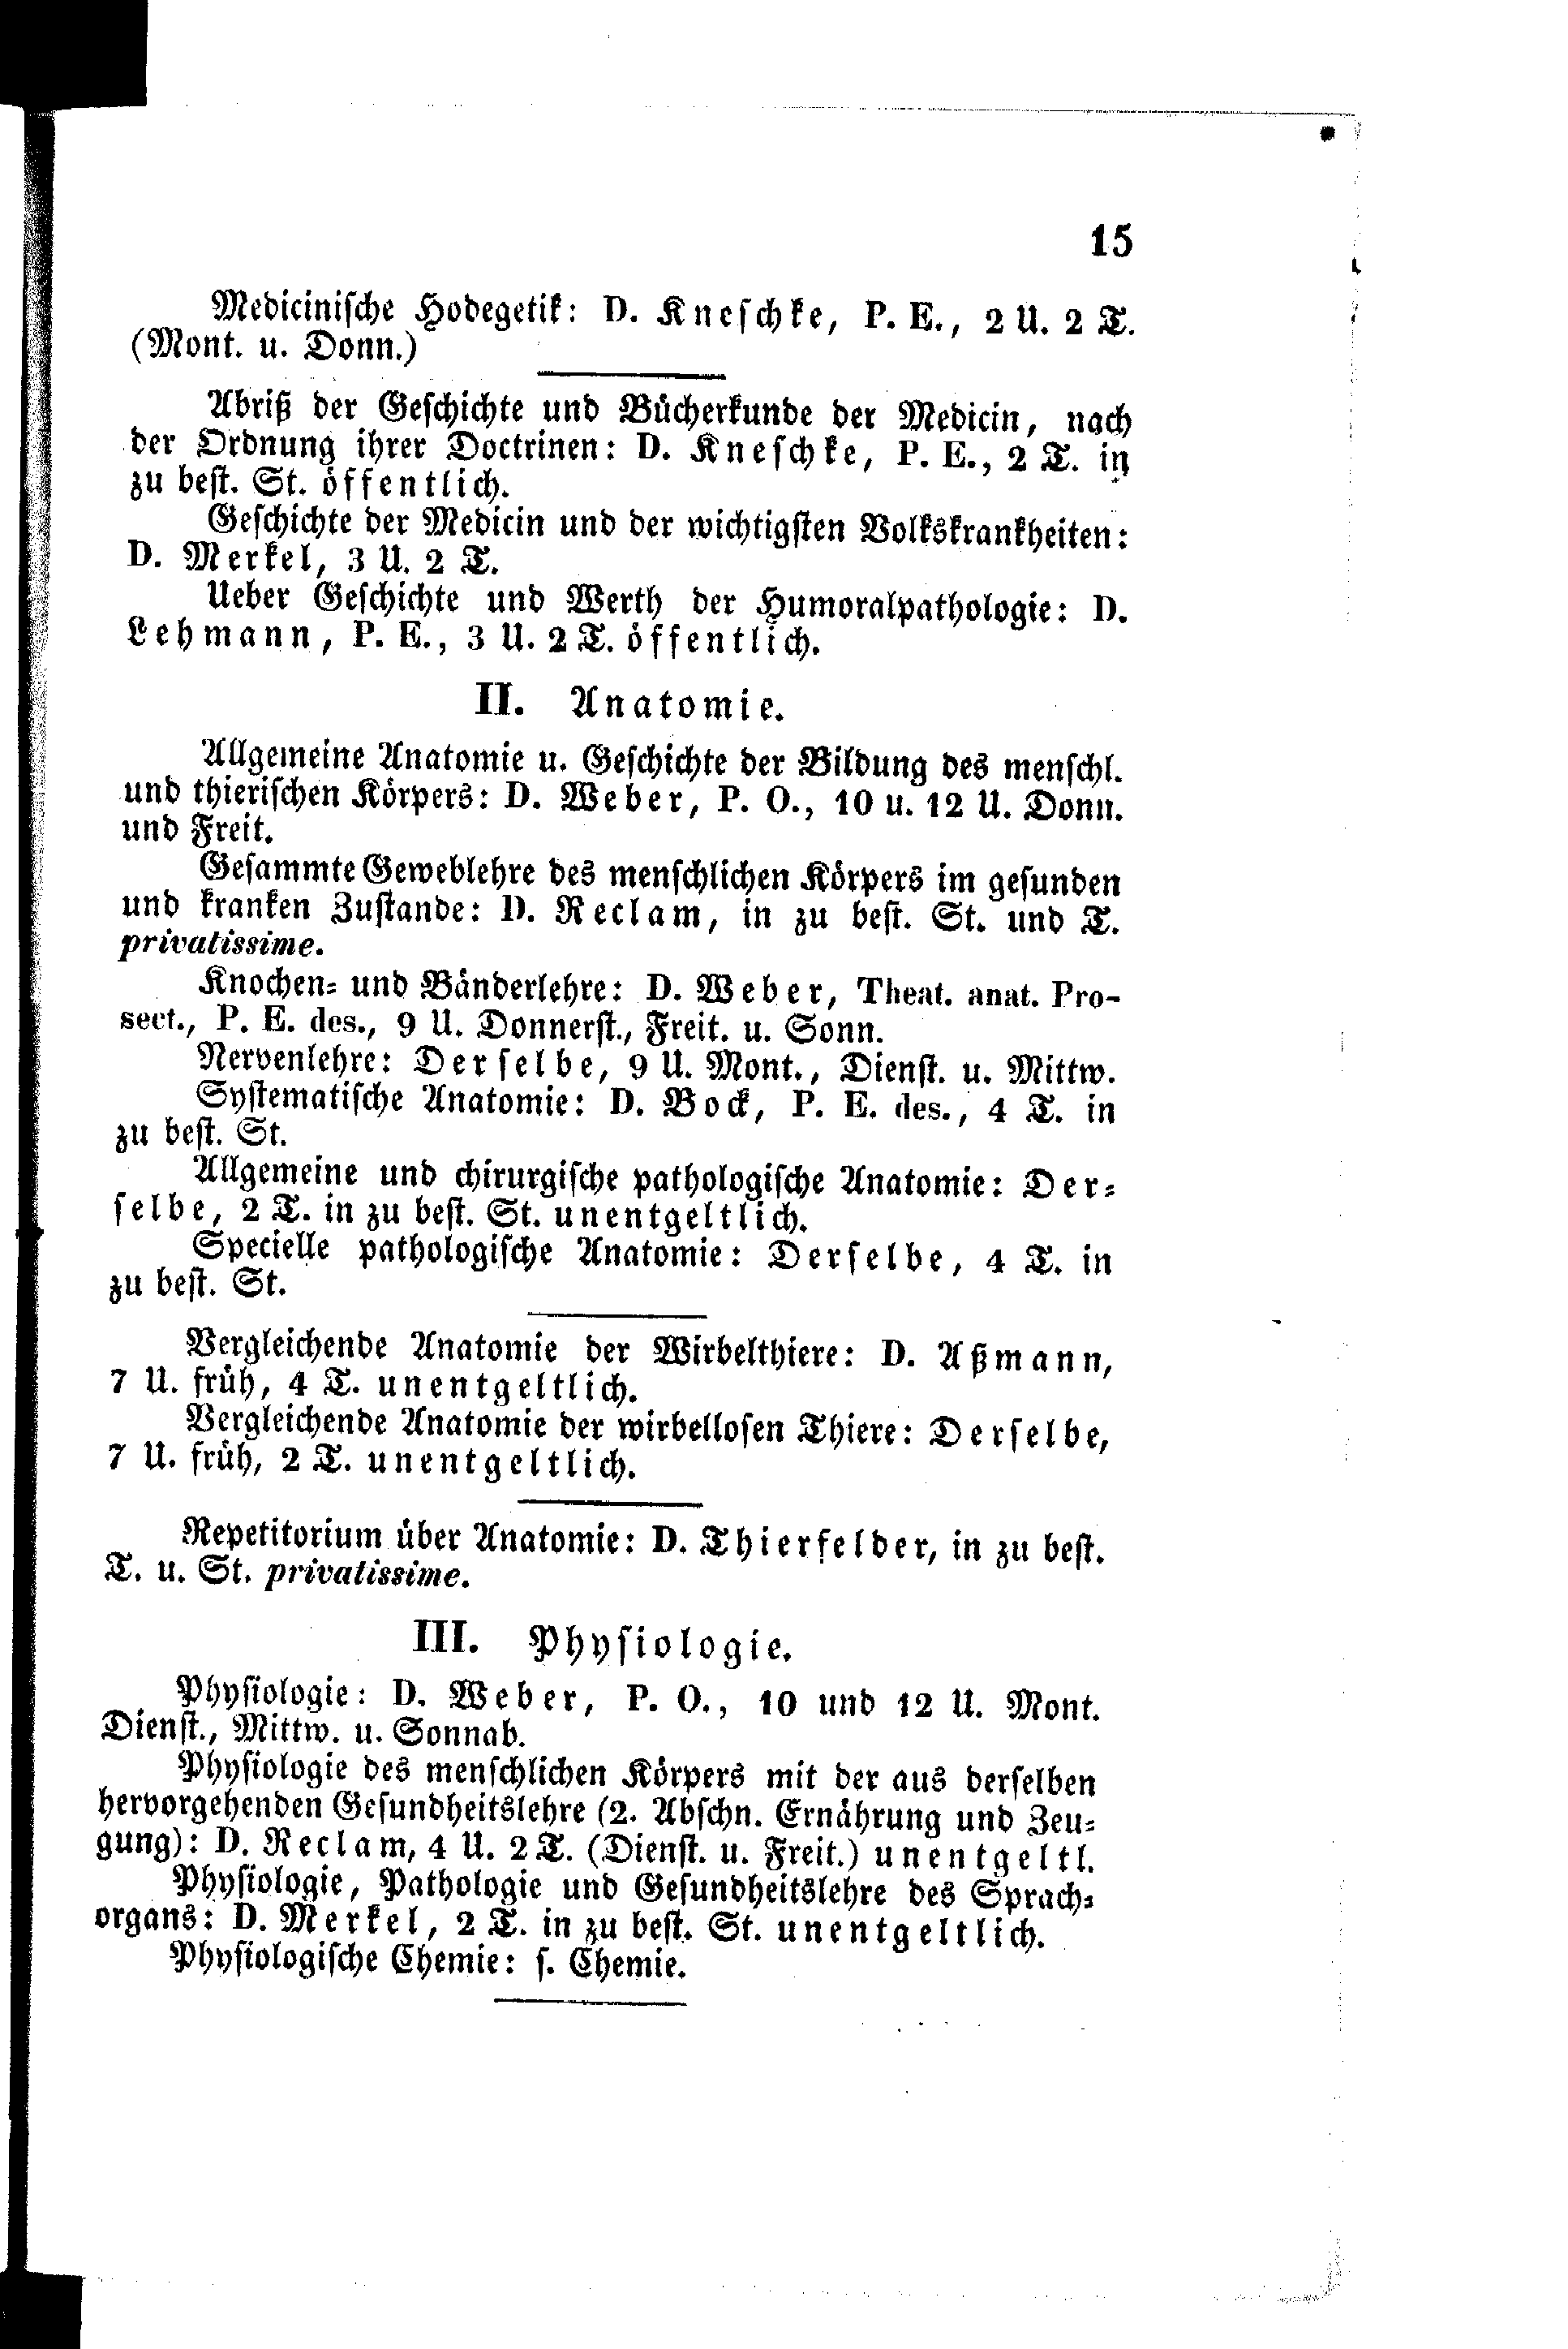 15
Medicinische Hodegetik: D. Kneschke, P. E., 2 U. 2 T.
(Mont. u. Donn.)
Abriß der Geschichte und Bücherkunde der Medicin, nach
der Ordnung ihrer Doctrinen: D. Kneschke, P. E., 2 T. in
zu best. St. öffentlich.
Geschichte der Medicin und der wichtigsten Volkskrankheiten:
D. Merkel, 3 U. 2 T.
Ueber Geschichte und Werth der Humoralpathologie: D.
Lehmann, P. E., 3 U. 2 T. öffentlich.
II. Anatomie.
Allgemeine Anatomie u. Geschichte der Bildung des menschl.
und thierischen Körpers: D. Weber, P. O., 10 u. 12 U. Donn.
und Freit.
Gesammte Geweblehre des menschlichen Körpers im gesunden
und kranken Zustande: D. Reclam, in zu best. St. und T.
privatissime.
Knochen- und Bänderlehre: D. Weber, Theat. anat. Pro-
sect., P. E. des., 9 U. Donnerst., Freit. u. Sonn.
Nervenlehre: Derselbe, 9 U. Mont., Dienst. u. Mittw.
Systematische Anatomie: D. Bock, P. E. des., 4 T. in
zu best. St.
Allgemeine und chirurgische pathologische Anatomie: Der-
selbe, 2 T. in zu best. St. unentgeltlich.
Specielle pathologische Anatomie: Derselbe, 4 T. in
zu best. St.
Vergleichende Anatomie der Wirbelthiere: D. Aßmann,
7 U. früh, 4 T. unentgeltlich.
Vergleichende Anatomie der wirbellosen Thiere: Derselbe,
7 U. früh, 2 T. unentgeltlich.
Repetitorium über Anatomie: D. Thierfelder, in zu best.
T. u. St. privatissime.
III. Physiologie.
Physiologie: D. Weber, P. O., 10 und 12 U. Mont.
Dienst., Mittw. u. Sonnab.
Physiologie des menschlichen Körpers mit der aus derselben
hervorgehenden Gesundheitslehre (2. Abschn. Ernährung und Zeu-
gung): D. Reclam, 4 U. 2 T. (Dienst. u. Freit.) unentgeltl.
Physiologie, Pathologie und Gesundheitslehre des Sprach-
organs: D. Merkel, 2 T. in zu best. St. unentgeltlich.
Physiologische Chemie: s. Chemie.